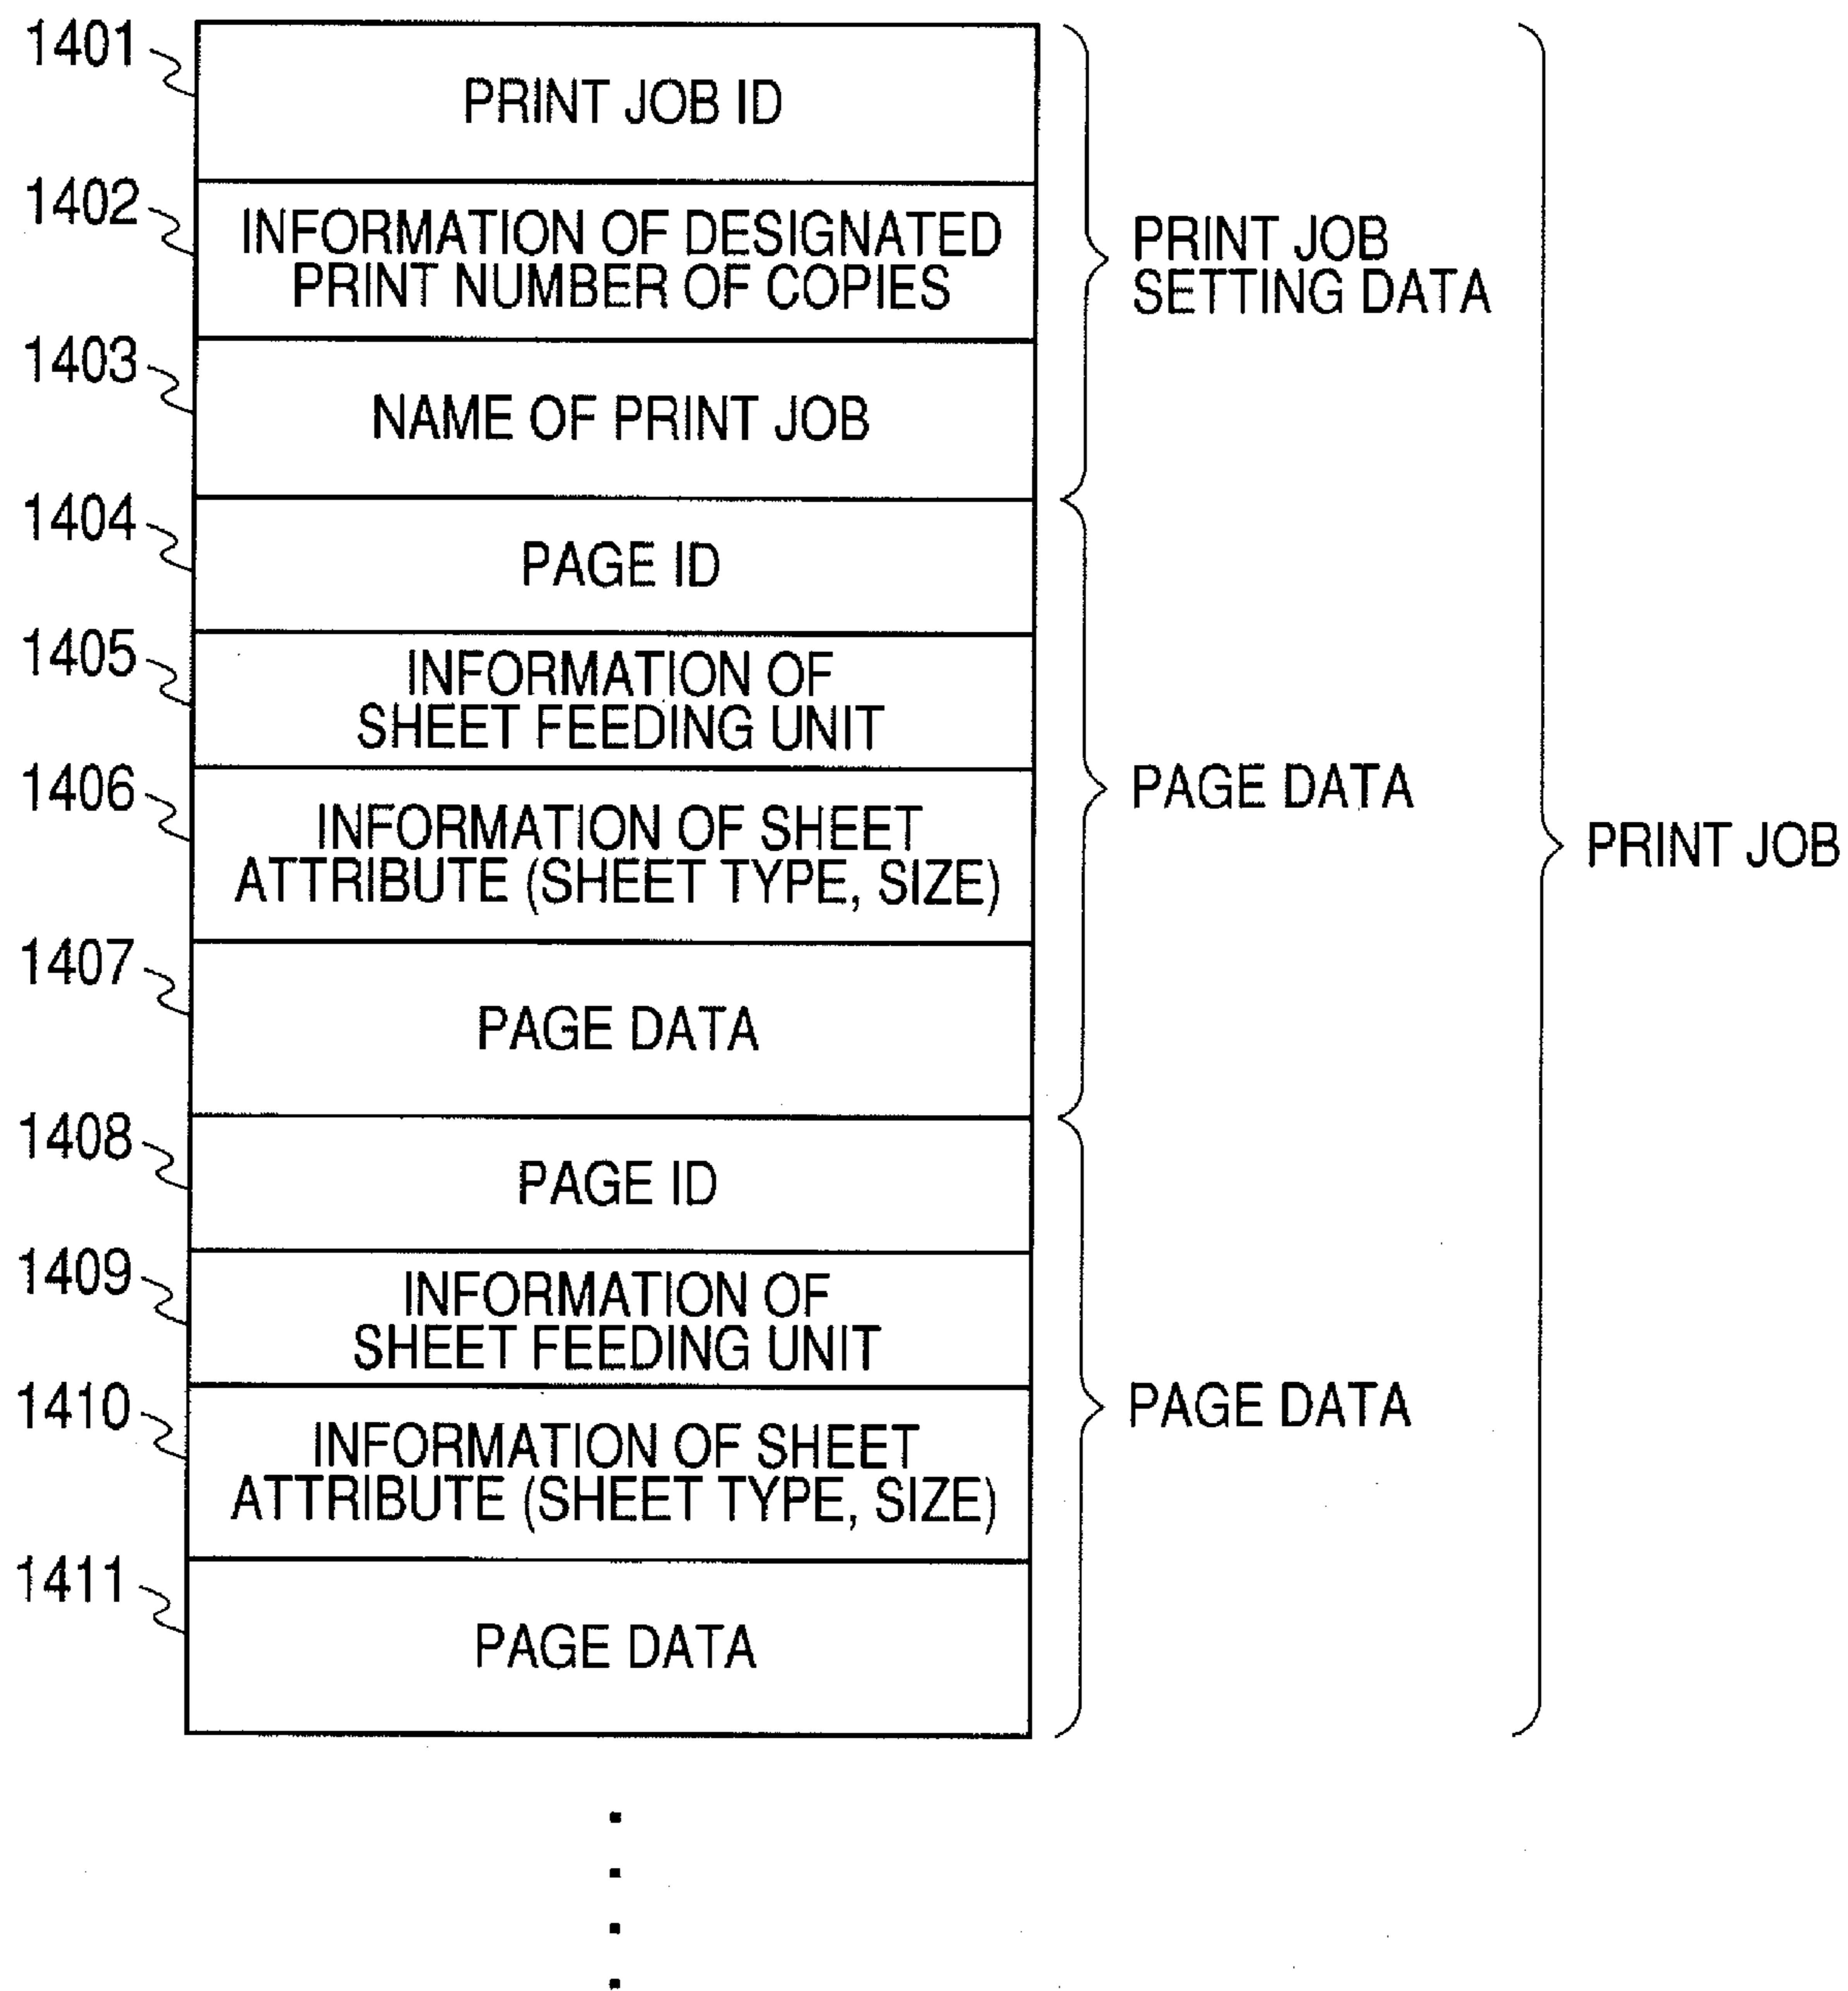 1401
PRINT JOB ID
1402
INFORMATION OF DESIGNATED
PRINT NUMBER OF COPIES
1403
NAME OF PRINT JOB
PRINT JOB
SETTING DATA
1404
PAGE ID
1405
INFORMATION OF
SHEET FEEDING UNIT
1406
INFORMATION OF SHEET
ATTRIBUTE (SHEET TYPE, SIZE)
1407
PAGE DATA
PAGE DATA
1408
PAGE ID
1409
INFORMATION OF
SHEET FEEDING UNIT
1410
INFORMATION OF SHEET
ATTRIBUTE (SHEET TYPE, SIZE)
1411
PAGE DATA
PAGE DATA
PRINT JOB